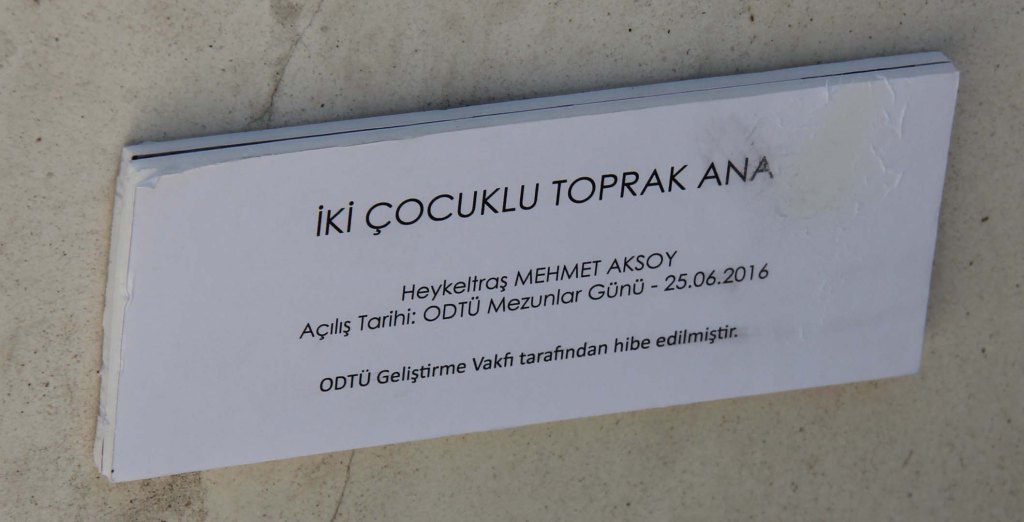 İKİ ÇOCUKLU TOPRAK ANA
Heykeltraş MEHMET AKSOY
Açılış Tarihi: ODTÜ Mezunlar Günü - 25.06.2016
ODTÜ Geliştirme Vakfı tarafından hibe edilmiştir.